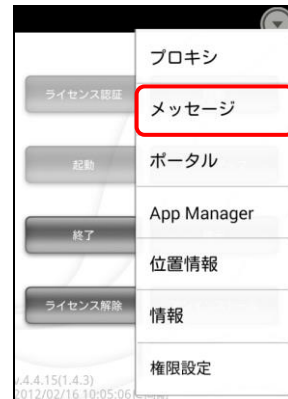 プロキシ
ライセンス認証
メッセージ
起動
ポータル
App Manager
終了
位置情報
ライセンス解除
情報
権限設定
v.4.4.15(1.4.3)
2012/02/16 10:05:06